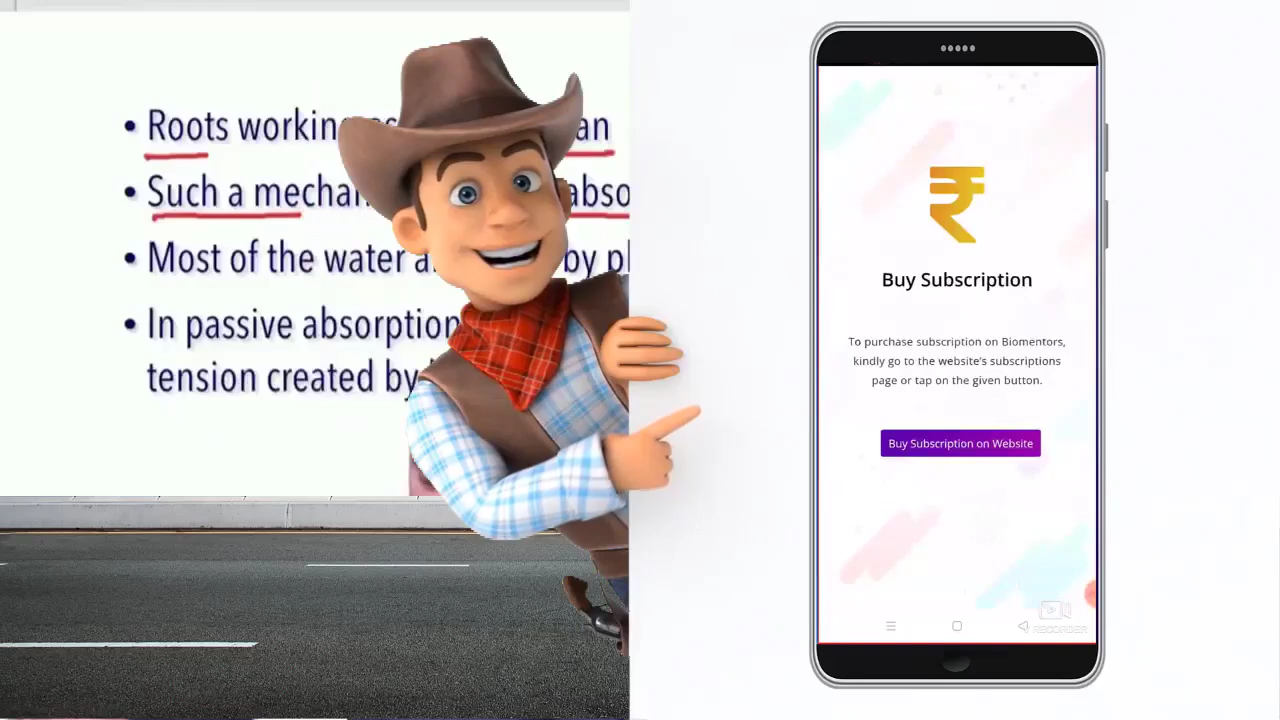 • Roots working
an
• Such a mechan
abso
• Most of the water a
by pl
• In passive absorption
tension created by
₹
Buy Subscription
To purchase subscription on Biomentors,
kindly go to the website's subscriptions
page or tap on the given button.
Buy Subscription on Website
RECORDER